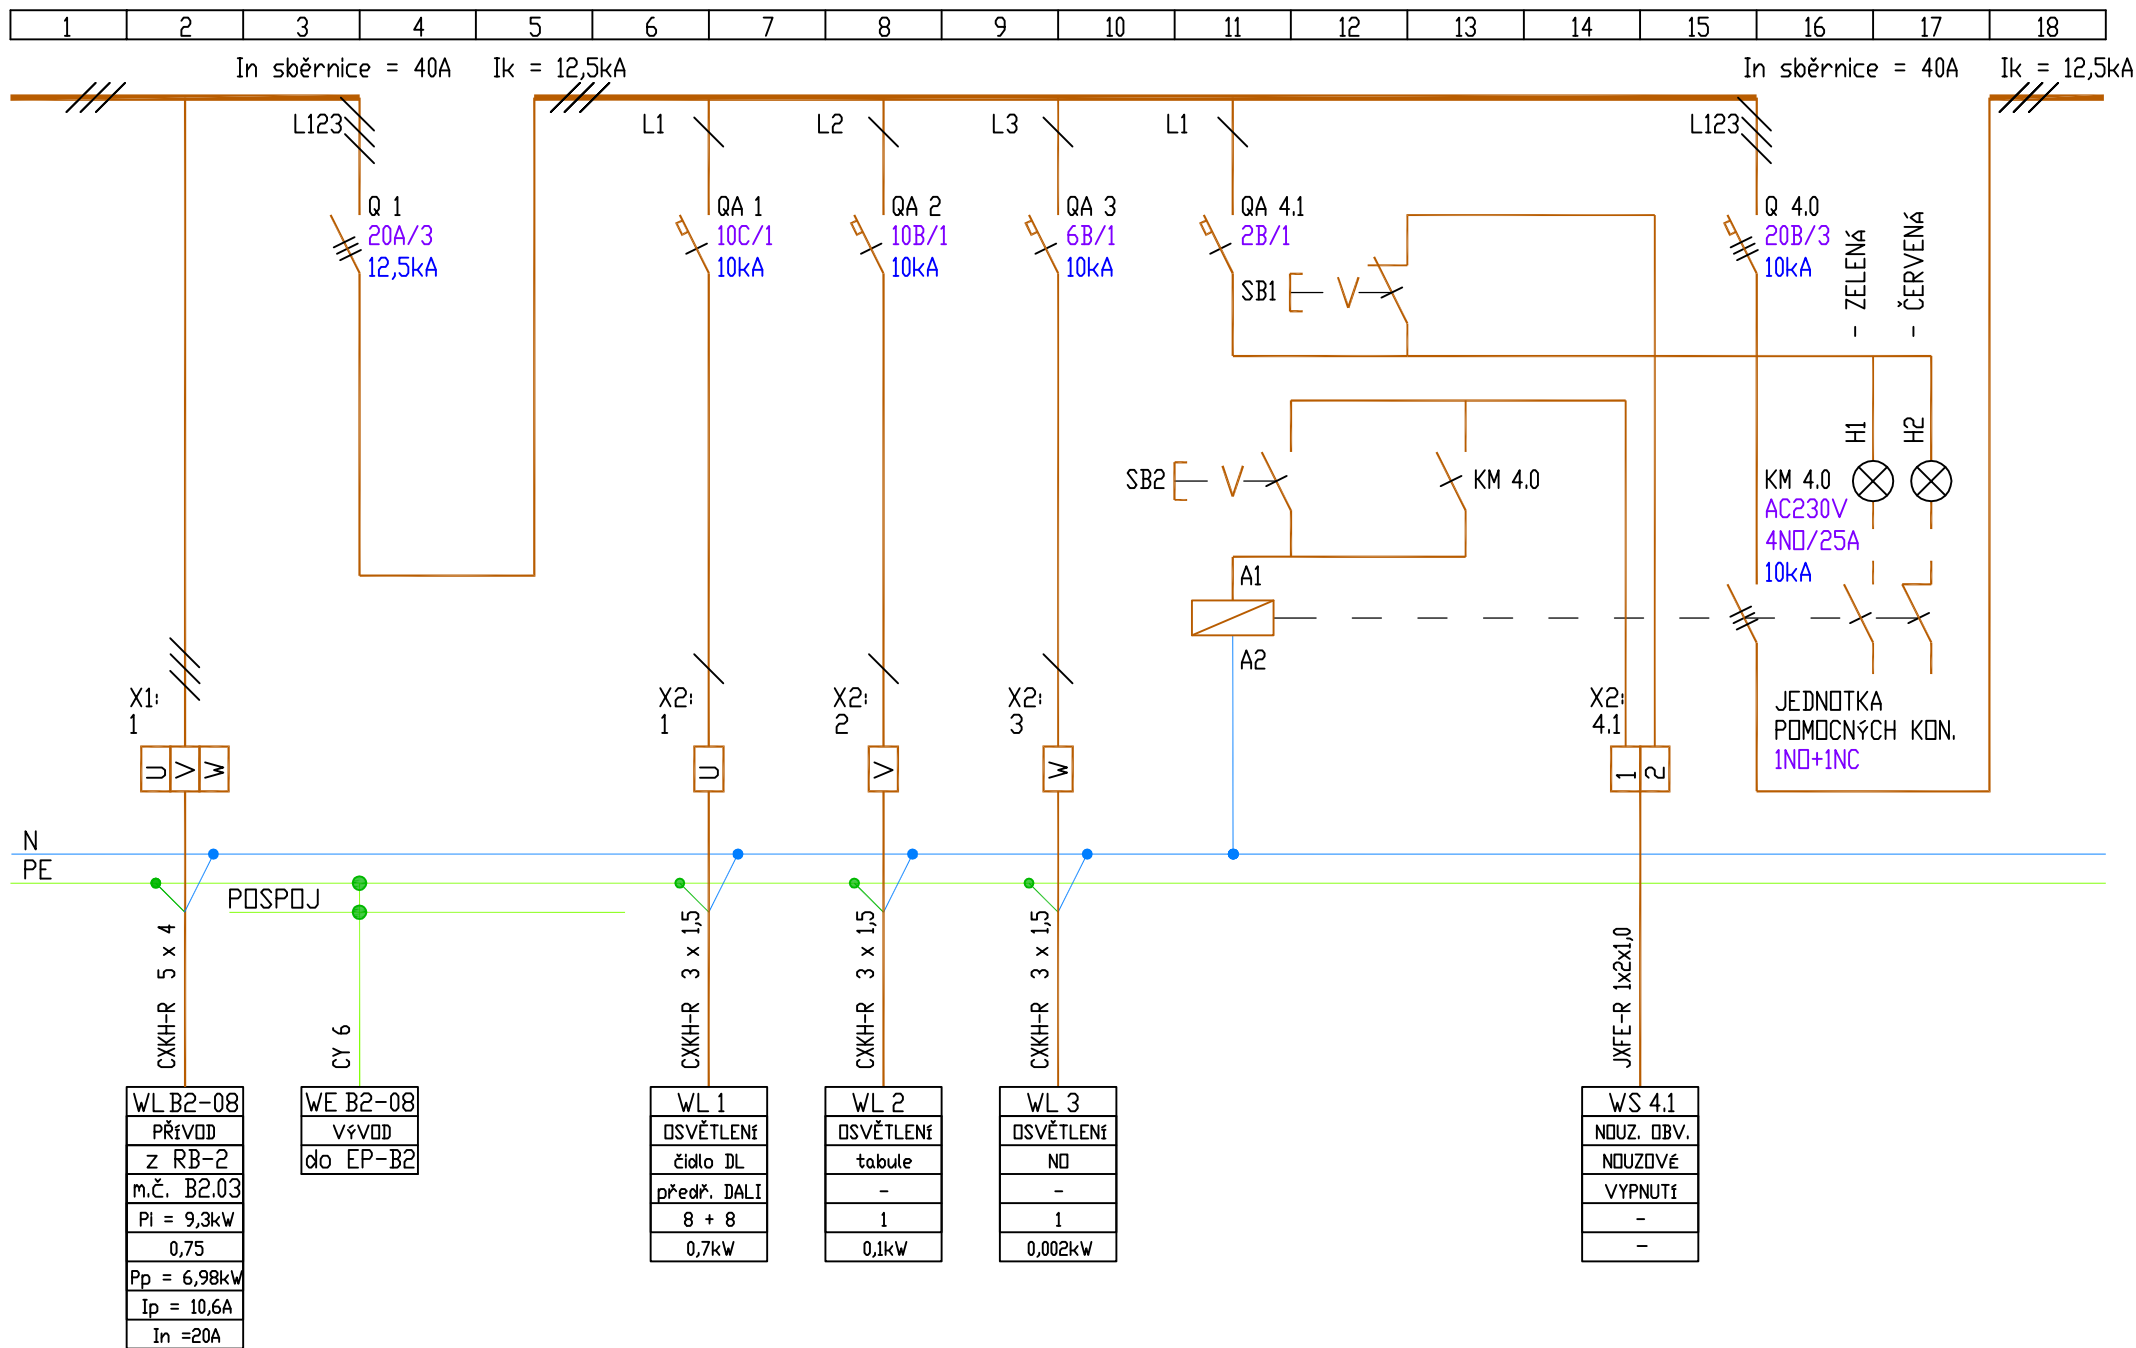 1 2 3 4 5 6 7 8 9 10 11 12 13 14 15 16 17 18
In sběrnice = 40A Ik = 12,5kA
In sběrnice = 40A Ik = 12,5kA
L123
L1
L2
L3
L1
L123
Q 1
20A/3
12,5kA
QA 1
10C/1
10kA
QA 2
10B/1
10kA
QA 3
6B/1
10kA
QA 4.1
2B/1
Q 4.0
20B/3
10kA
- ZELENÁ
- ČERVENÁ
SB1
H1
H2
SB2
KM 4.0
KM 4.0
AC230V
4NO/25A
10kA
A1
A2
X1:
1
X2:
1
X2:
2
X2:
3
X2:
4.1
JEDNOTKA
POMOCNÝCH KON.
1NO+1NC
U V W
U
V
W
1 2
N
PE
POSPOJ
CXKH-R 5 x 4
CY 6
CXKH-R 3 x 1,5
CXKH-R 3 x 1,5
CXKH-R 3 x 1,5
JXFE-R 1x2x1,0
WL B2-08
PŘÍVOD
z RB-2
m.č. B2.03
Pi = 9,3kW
0,75
Pp = 6,98kW
Ip = 10,6A
In =20A
WE B2-08
VÝVOD
do EP-B2
WL 1
OSVĚTLENÍ
čidlo DL
předř. DALI
8 + 8
0,7kW
WL 2
OSVĚTLENÍ
tabule
-
1
0,1kW
WL 3
OSVĚTLENÍ
NO
-
1
0,002kW
WS 4.1
NOUZ. OBV.
NOUZOVÉ
VYPNUTÍ
-
-